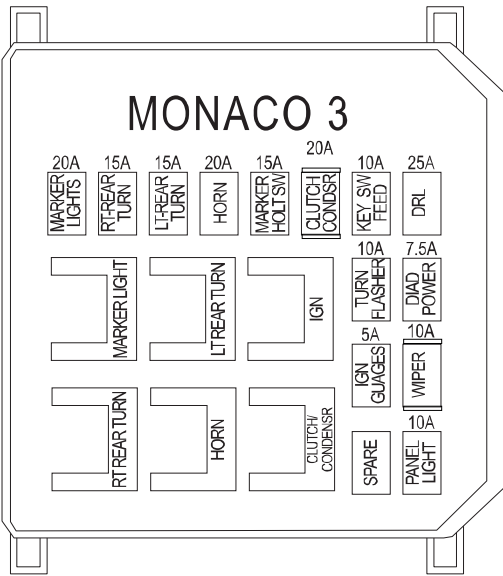 MONACO 3
20A
15A
15A
20A
15A
20A
10A
25A
MARKER
LIGHTS
RT-REAR
TURN
LT-REAR
TURN
HORN
MARKER
HOLT SW
CLUTCH
CONDSR
KEY SW
FEED
DRL
MARKER LIGHT
LT REAR TURN
IGN
10A
7.5A
TURN
FLASHER
DIAD
POWER
5A
10A
IGN
GUAGES
WIPER
RT REAR TURN
HORN
CLUTCH/
CONDENSR
10A
SPARE
PANEL
LIGHT